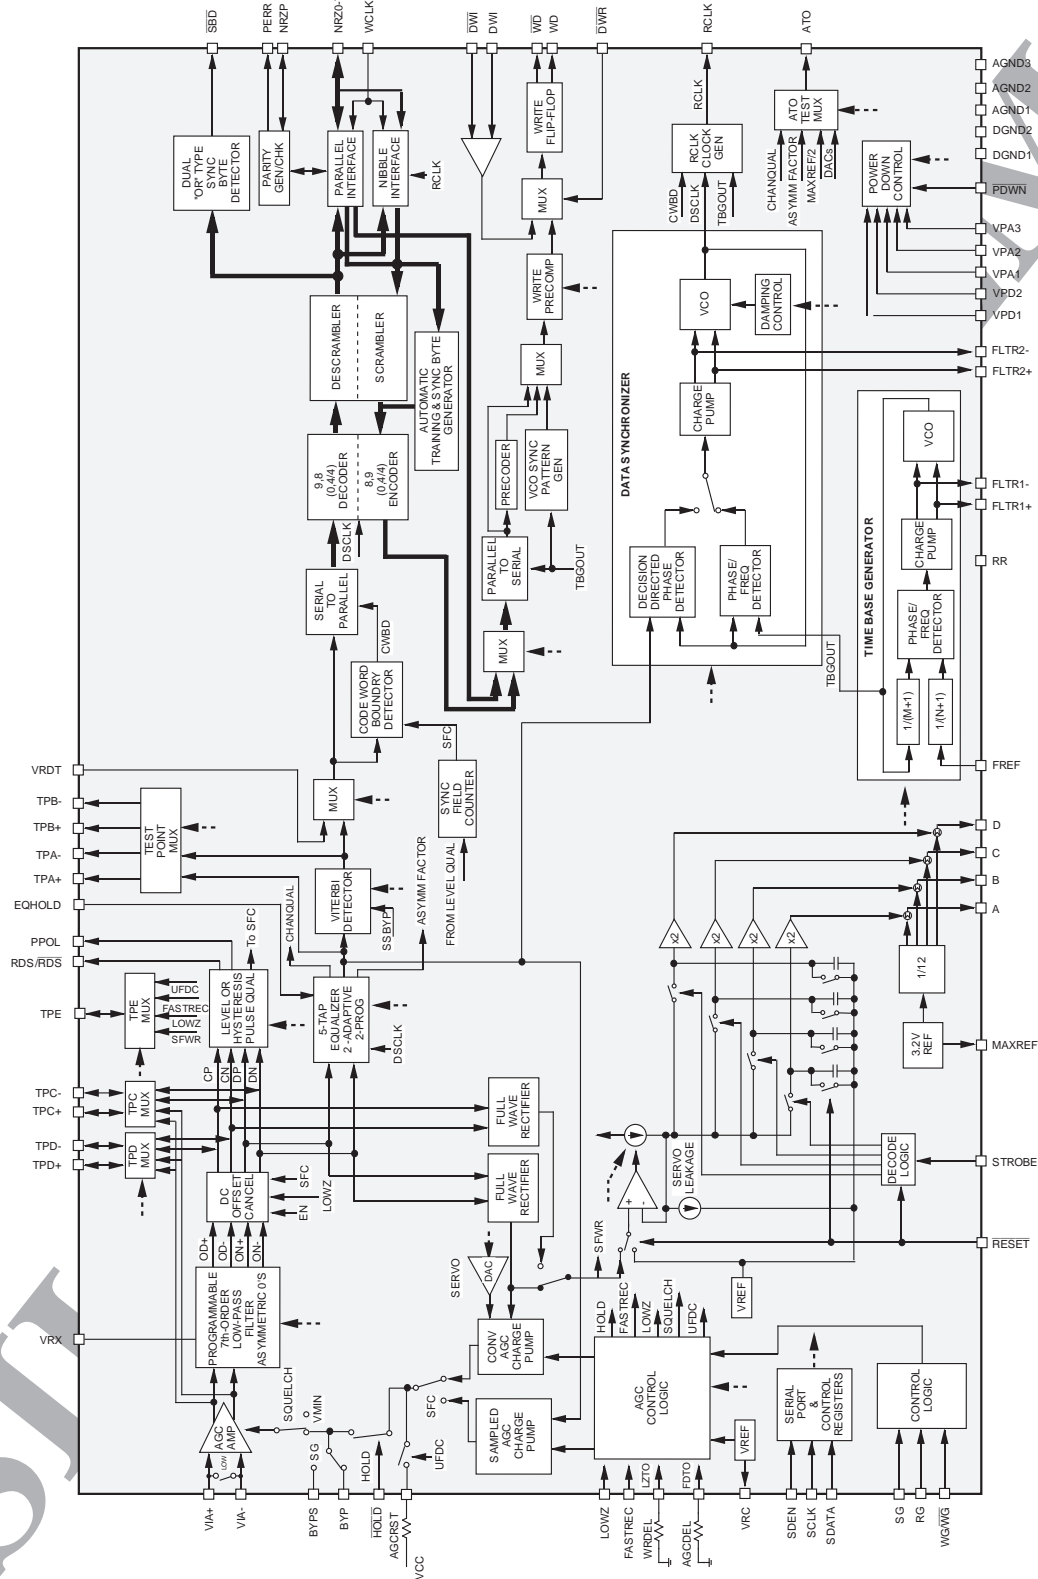 SBD
PERR
NRZP
NRZ0-
WCLK
DWI
DWI
WD
WD
DWR
RCLK
ATO
AGND3
AGND2
AGND1
DGND2
DGND1
PDWN
VPA3
VPA2
VPA1
VPD2
VPD1
FLTR2-
FLTR2+
FLTR1-
FLTR1+
RR
FREF
D
C
B
A
MAXREF
STROBE
RESET
DUAL
"OR" TYPE
SYNC
BYTE
DETECTOR
PARITY
GEN/CHK
PARALLEL
INTERFACE
NIBBLE
INTERFACE
RCLK
WRITE
FLIP-FLOP
MUX
WRITE
PRECOMP
MUX
RCLK
RCLK
CLOCK
GEN
CWBD
DSCLK
TBGOUT
ATO
TEST
MUX
CHANQUAL
ASYMM FACTOR
MAXREF/2
DACs
POWER
DOWN
CONTROL
DESCRAMBLER
SCRAMBLER
AUTOMATIC
TRAINING & SYNC BYTE
GENERATOR
9,8
(0,4/4)
DECODER
8,9
(0,4/4)
ENCODER
DSCLK
PRECODER
VCO SYNC
PATTERN
GEN
PARALLEL
TO
SERIAL
TBGOUT
MUX
SERIAL
TO
PARALLEL
CWBD
CODE WORD
BOUNDRY
DETECTOR
SFC
SYNC
FIELD
COUNTER
FROM LEVEL QUAL
DATA SYNCHRONIZER
VCO
DAMPING
CONTROL
CHARGE
PUMP
DECISION
DIRECTED
PHASE
DETECTOR
PHASE/
FREQ
DETECTOR
TBGOUT
TIME BASE GENERATOR
VCO
CHARGE
PUMP
PHASE/
FREQ
DETECTOR
1/(M+1)
1/(N+1)
VRDT
TPB-
TPB+
TPA-
TPA+
EQHOLD
PPOL
RDS/RDS
TPE
TPC-
TPC+
TPD-
TPD+
VRX
TEST
POINT
MUX
MUX
VITERBI
DETECTOR
SSBYP
CHANQUAL
ASYMM FACTOR
To SFC
LEVEL OR
HYSTERESIS
PULSE QUAL
TPE
MUX
UFDC
FASTREC
LOWZ
SFWR
5-TAP
EQUALIZER
2 -ADAPTIVE
2-PROG
DSCLK
CP
CN
DP
DN
TPC
MUX
TPD
MUX
DC
OFFSET
CANCEL
SFC
LOWZ
EN
OD+
OD-
ON+
ON-
PROGRAMMABLE
7th-ORDER
LOW-PASS
FILTER
ASYMMETRIC 0'S
FULL
WAVE
RECTIFIER
FULL
WAVE
RECTIFIER
SERVO
DAC
CONV
AGC
CHARGE
PUMP
SAMPLED
AGC
CHARGE
PUMP
SFC
UFDC
HOLD
SQUELCH
VMIN
SG
AGC
AMP
LOW
x2
x2
x2
x2
1/12
3.2V
REF
DECODE
LOGIC
SERVO
LEAKAGE
+
-
SFWR
VREF
HOLD
FASTREC
LOWZ
SQUELCH
UFDC
AGC
CONTROL
LOGIC
VREF
SERIAL
PORT
&
CONTROL
REGISTERS
CONTROL
LOGIC
VIA+
VIA-
BYPS
BYP
HOLD
AGCRST
VCC
LOWZ
FASTREC
WRDEL
LZTO
AGCDEL
FDTO
VRC
SDEN
SCLK
SDATA
SG
RG
WG/WG